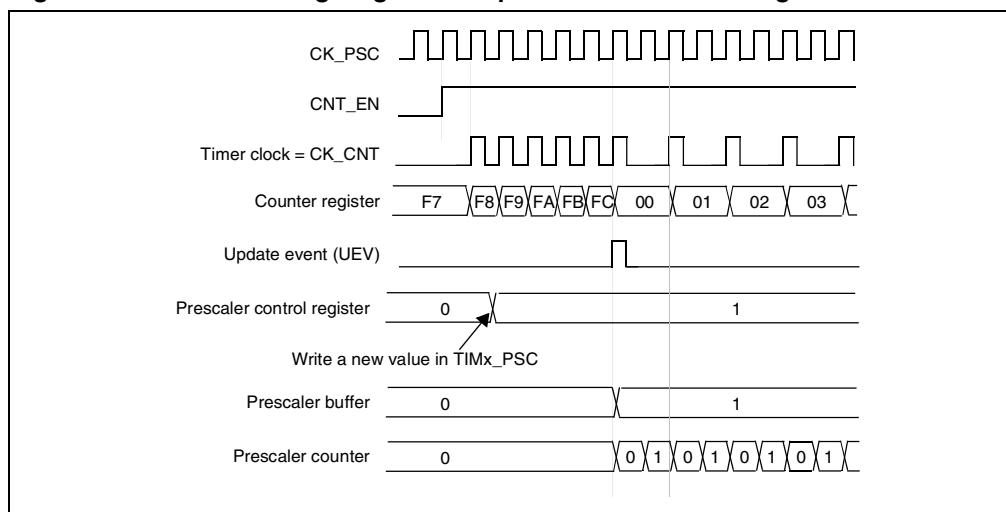 CK_PSC
CNT_EN
Timer clock = CK_CNT
Counter register F7 F8 F9 FA FB FC 00 01 02 03
Update event (UEV)
Prescaler control register 0 1
Write a new value in TIMx_PSC
Prescaler buffer 0 1
Prescaler counter 0 0 1 0 1 0 1 0 1